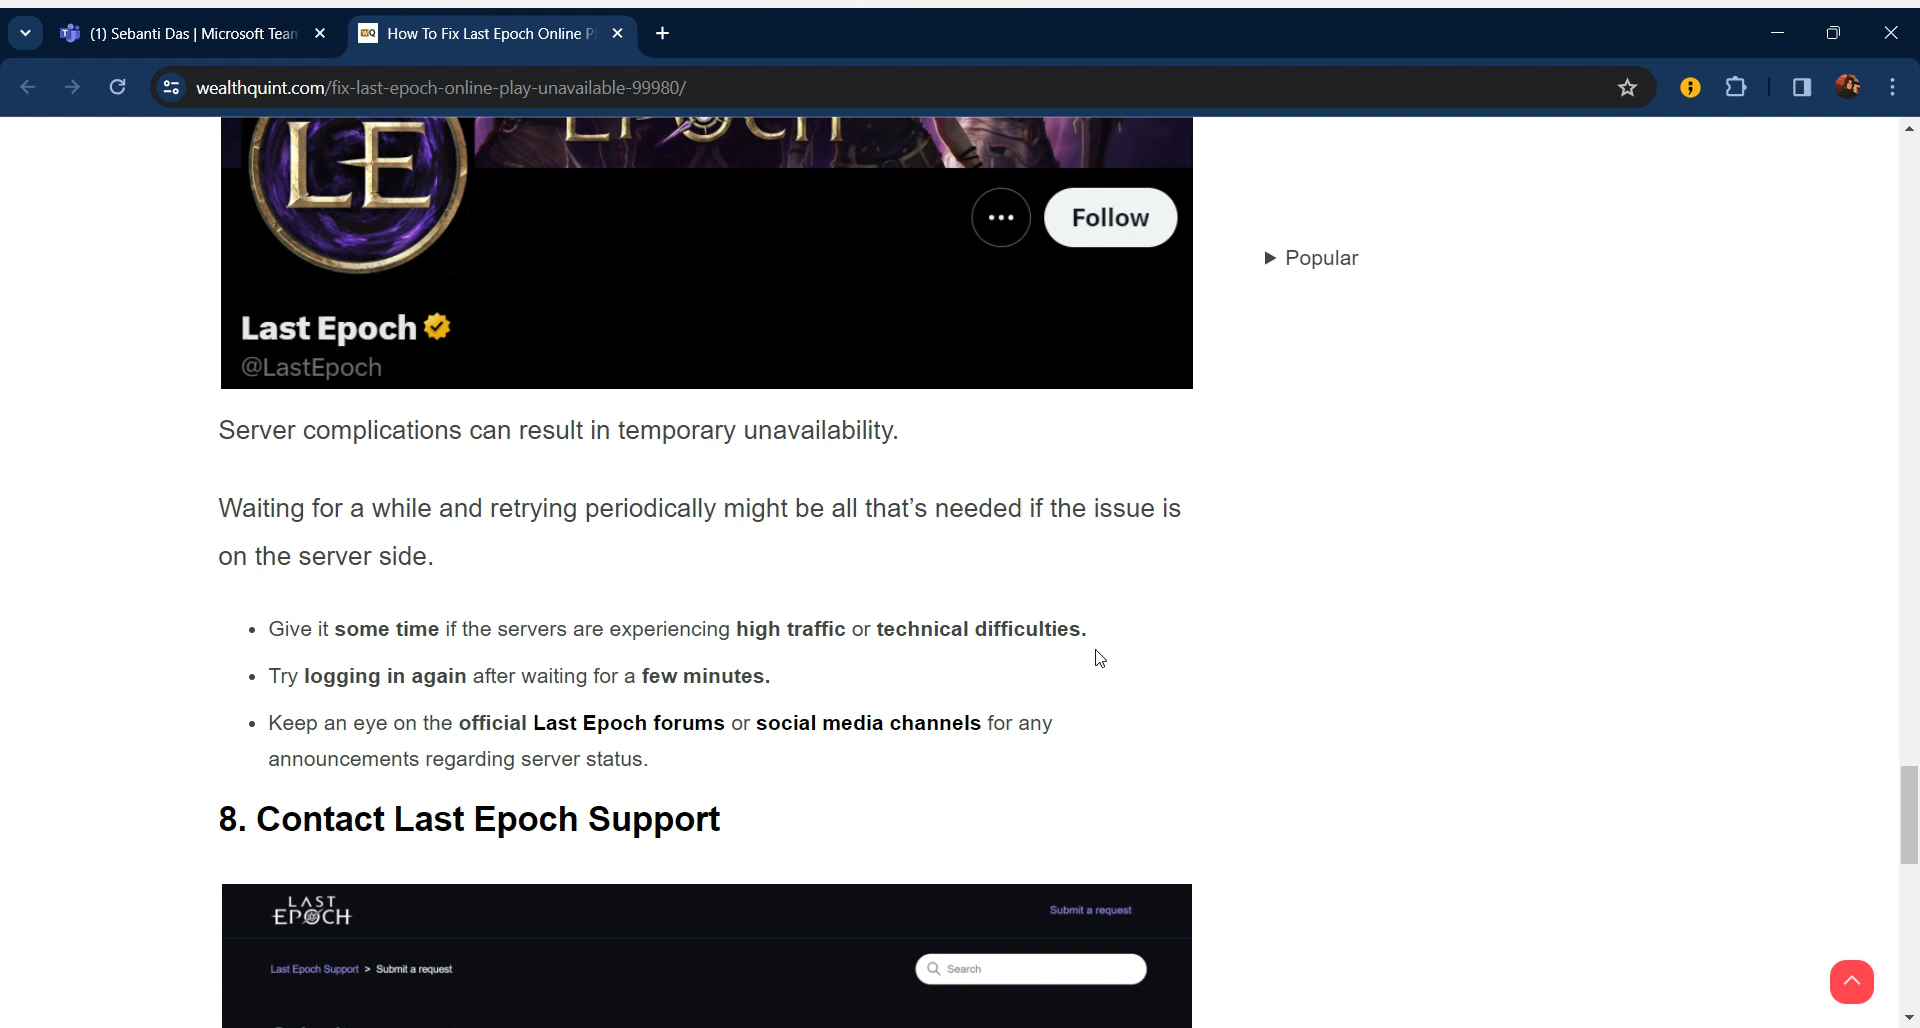 (1) Sebanti Das | Microsoft Team
WQ
How To Fix Last Epoch Online P
wealthquint.com/fix-last-epoch-online-play-unavailable-99980/
LE
EPOCH
Follow
Popular
Last Epoch
@LastEpoch
Server complications can result in temporary unavailability.
Waiting for a while and retrying periodically might be all that's needed if the issue is
on the server side.
• Give it some time if the servers are experiencing high traffic or technical difficulties.
• Try logging in again after waiting for a few minutes.
• Keep an eye on the official Last Epoch forums or social media channels for any
announcements regarding server status.
8. Contact Last Epoch Support
LAST
EPOCH
Submit a request
Last Epoch Support > Submit a request
Search